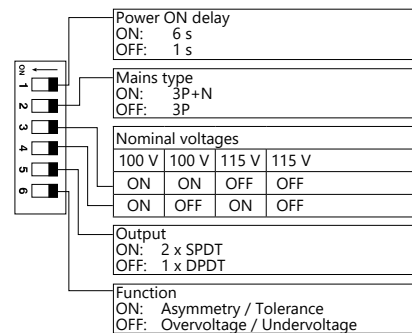 Power ON delay
ON: 6 s
OFF: 1 s
Mains type
ON: 3P+N
OFF: 3P
Nominal voltages
100 V 100 V 115 V 115 V
ON ON OFF OFF
ON OFF ON OFF
Output
ON: 2 x SPDT
OFF: 1 x DPDT
Function
ON: Asymmetry / Tolerance
OFF: Overvoltage / Undervoltage
ON
1
2
3
4
5
6